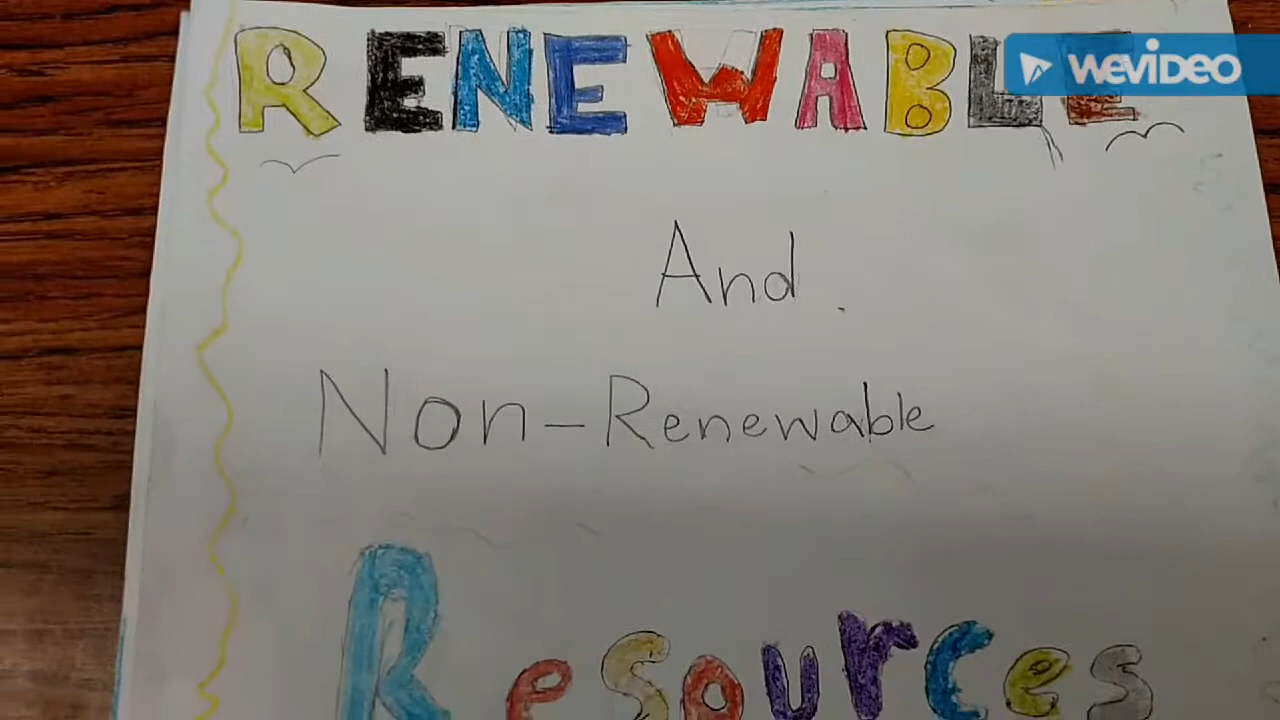 RENEWABLE
WEVIDEO
And
Non-Renewable
Resources